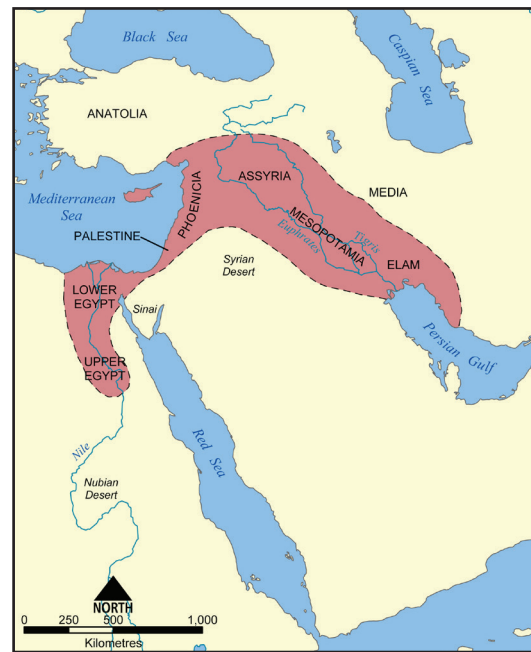 Black Sea
Caspian
Sea
ANATOLIA
ASSYRIA
MEDIA
Mediterranean
Sea
PHOENICIA
MESOPOTAMIA
PALESTINE
Euphrates
Tigris
Syrian
Desert
ELAM
LOWER
EGYPT
Sinai
Persian Gulf
UPPER
EGYPT
Red Sea
Nile
Nubian
Desert
NORTH
0 250 500 1,000
Kilometres